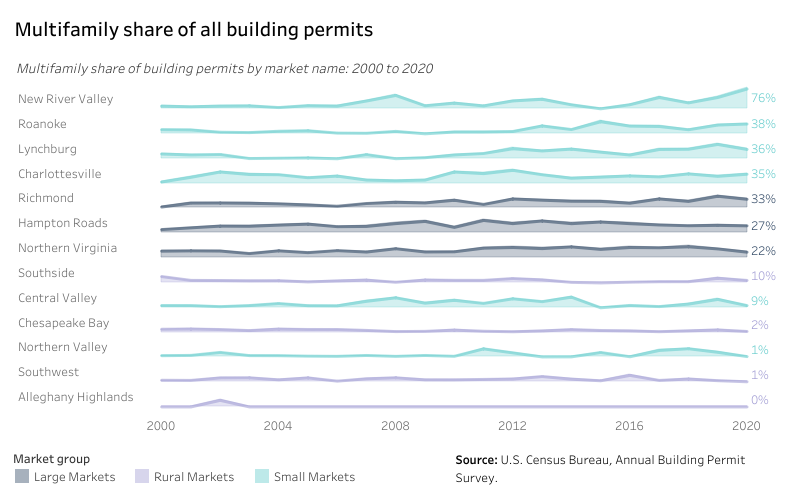 Multifamily share of all building permits
Multifamily share of building permits by market name: 2000 to 2020
New River Valley 76%
Roanoke 38%
Lynchburg 36%
Charlottesville 35%
Richmond 33%
Hampton Roads 27%
Northern Virginia 22%
Southside 10%
Central Valley 9%
Chesapeake Bay 2%
Northern Valley 1%
Southwest 1%
Alleghany Highlands 0%
2000 2004 2008 2012 2016 2020
Market group
Large Markets Rural Markets Small Markets
Source: U.S. Census Bureau, Annual Building Permit
Survey.